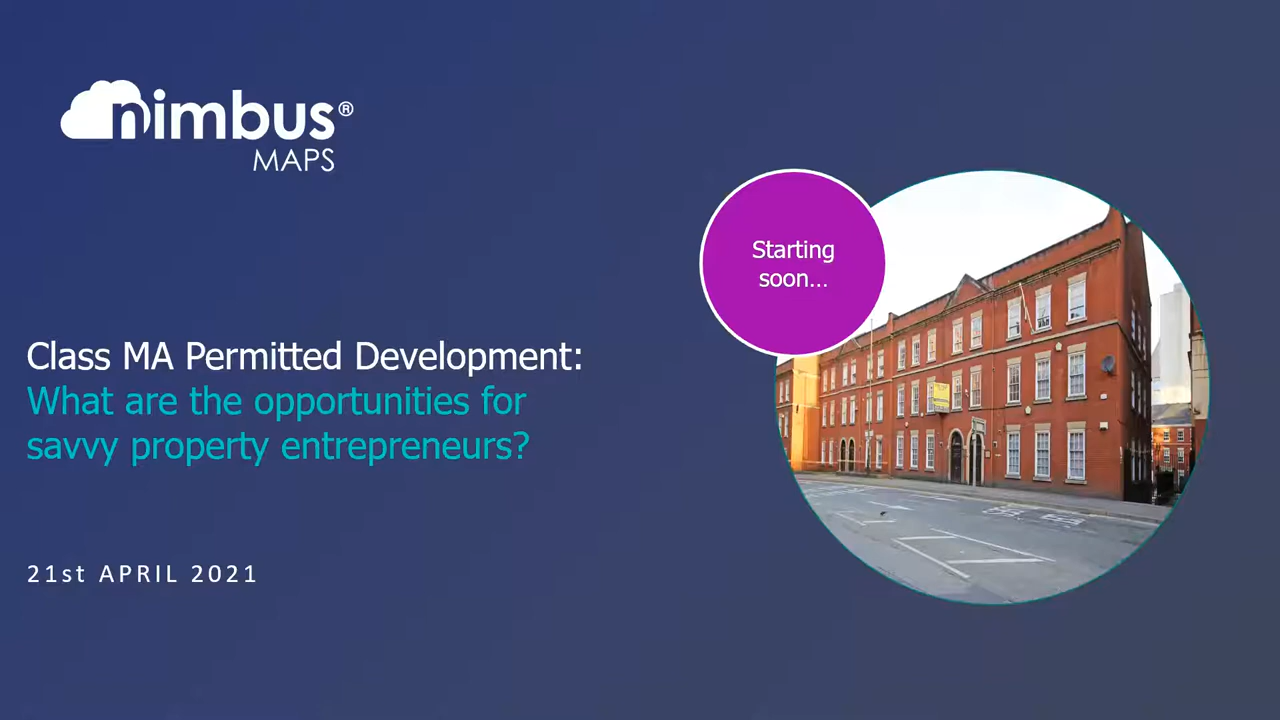 nimbus®
MAPS
Starting
soon...
Class MA Permitted Development:
What are the opportunities for
savvy property entrepreneurs?
21st APRIL 2021